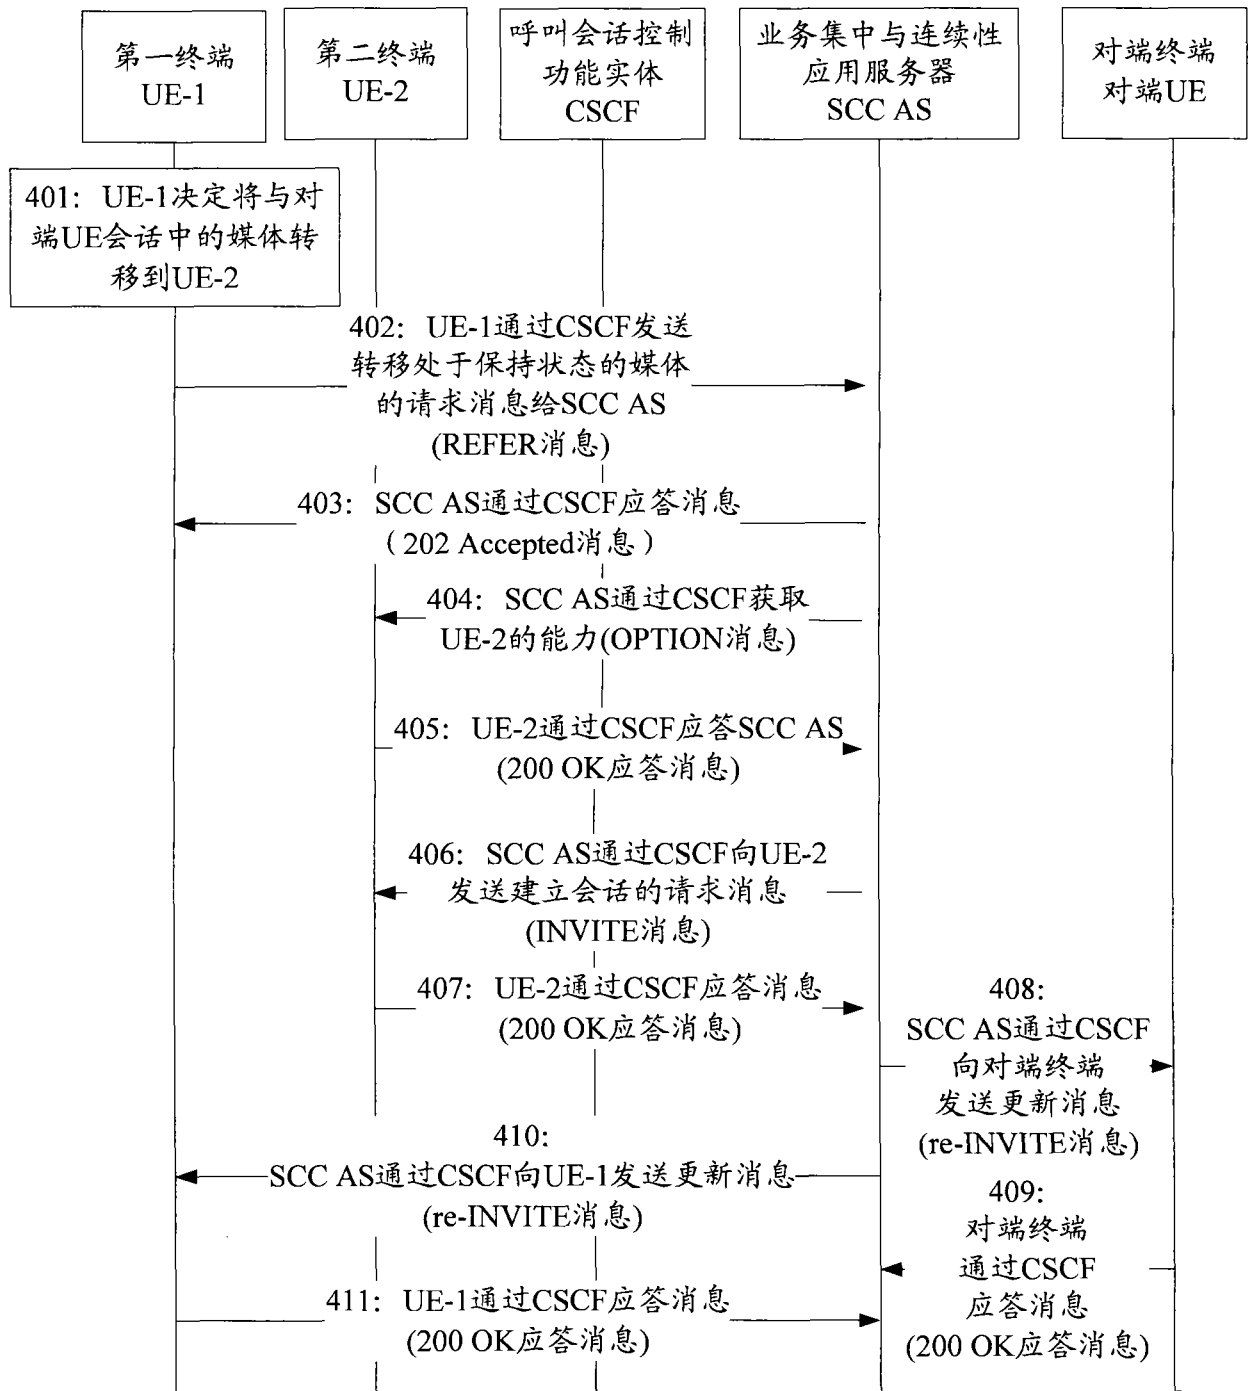 第一终端
UE-1
第二终端
UE-2
呼叫会话控制
功能实体
CSCF
业务集中与连续性
应用服务器
SCC AS
对端终端
对端UE
401：UE-1决定将与对
端UE会话中的媒体转
移到UE-2
402：UE-1通过CSCF发送
转移处于保持状态的媒体
的请求消息给SCC AS
(REFER消息)
403：SCC AS通过CSCF应答消息
（202 Accepted消息）
404：SCC AS通过CSCF获取
UE-2的能力(OPTION消息)
405：UE-2通过CSCF应答SCC AS
(200 OK应答消息)
406：SCC AS通过CSCF向UE-2
发送建立会话的请求消息
(INVITE消息)
407：UE-2通过CSCF应答消息
(200 OK应答消息)
408:
SCC AS通过CSCF
向对端终端
发送更新消息
(re-INVITE消息)
410:
SCC AS通过CSCF向UE-1发送更新消息
(re-INVITE消息)
409:
对端终端
通过CSCF
应答消息
(200 OK应答消息)
411：UE-1通过CSCF应答消息
(200 OK应答消息)